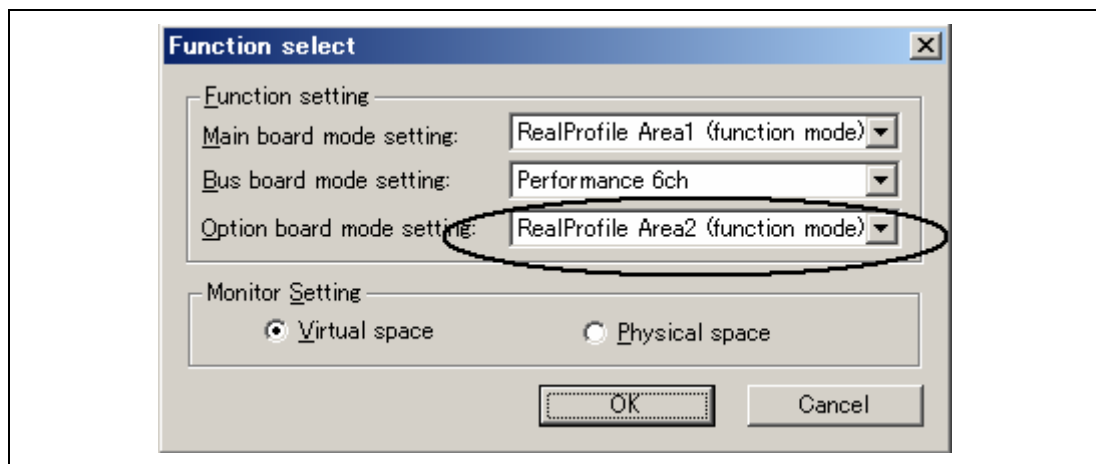 Function select
Function setting
Main board mode setting: RealProfile Area1 (function mode)
Bus board mode setting: Performance 6ch
Option board mode setting: RealProfile Area2 (function mode)
Monitor Setting
Virtual space Physical space
OK Cancel